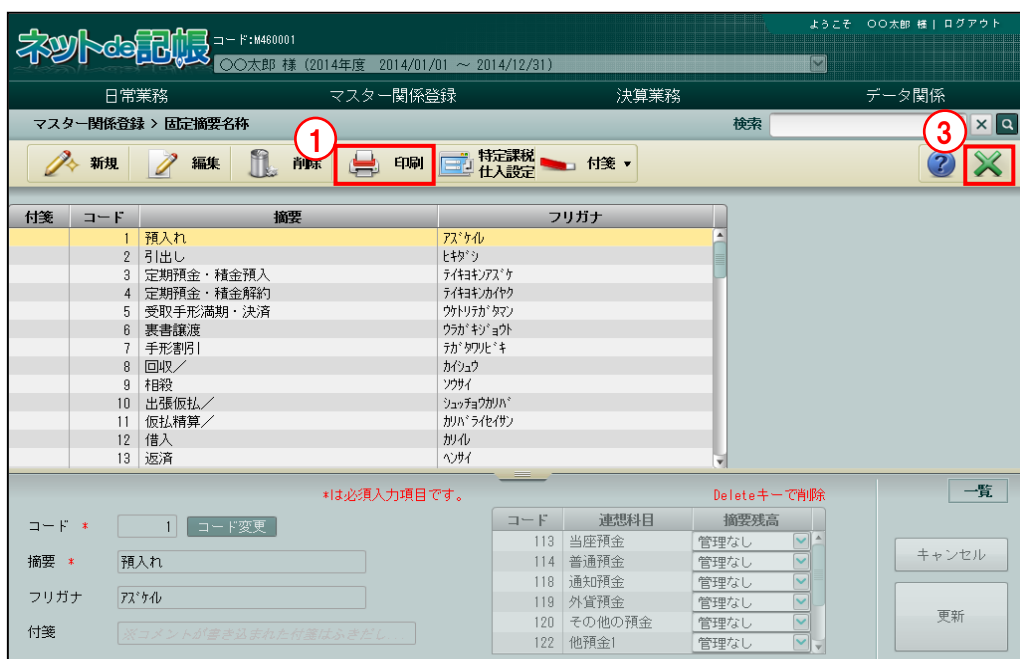 ようこそ 〇〇太郎 様 | ログアウト
ネットde記帳 コード:M460001
〇〇太郎 様 (2014年度 2014/01/01 ～ 2014/12/31)
日常業務 マスター関係登録 決算業務 データ関係
マスター関係登録 > 固定摘要名称 検索
① ③
新規 編集 削除 印刷 特定課税仕入設定 付箋 ▼
付箋 コード 摘要 フリガナ
1 預入れ ｱｽﾞｹｲﾚ
2 引出し ﾋｷﾀﾞｼ
3 定期預金・積金預入 ﾃｲｷﾖｷﾝｱｽﾞｹ
4 定期預金・積金解約 ﾃｲｷﾖｷﾝｶｲﾔｸ
5 受取手形満期・決済 ｳｹﾄﾘﾃｶﾞﾀﾏﾝ
6 裏書譲渡 ｳﾗｶﾞｷｼﾞｮｳﾄ
7 手形割引 ﾃｶﾞﾀﾜﾘﾋﾞｷ
8 回収／ ｶｲｼｭｳ
9 相殺 ｿｳｻｲ
10 出張仮払／ ｼｭｯﾁｮｳｶﾘﾊﾞ
11 仮払精算／ ｶﾘﾊﾞﾗｲｾｲｻﾝ
12 借入 ｶﾘｲﾚ
13 返済 ﾍﾝｻｲ
*は必須入力項目です。 Deleteキーで削除 一覧
コード * 1 コード変更
摘要 * 預入れ
フリガナ ｱｽﾞｹｲﾚ
付箋 ※コメントが書き込まれた付箋はふきだし...
コード 連想科目 摘要残高
113 当座預金 管理なし
114 普通預金 管理なし
118 通知預金 管理なし
119 外貨預金 管理なし
120 その他の預金 管理なし
122 他預金1 管理なし
キャンセル
更新